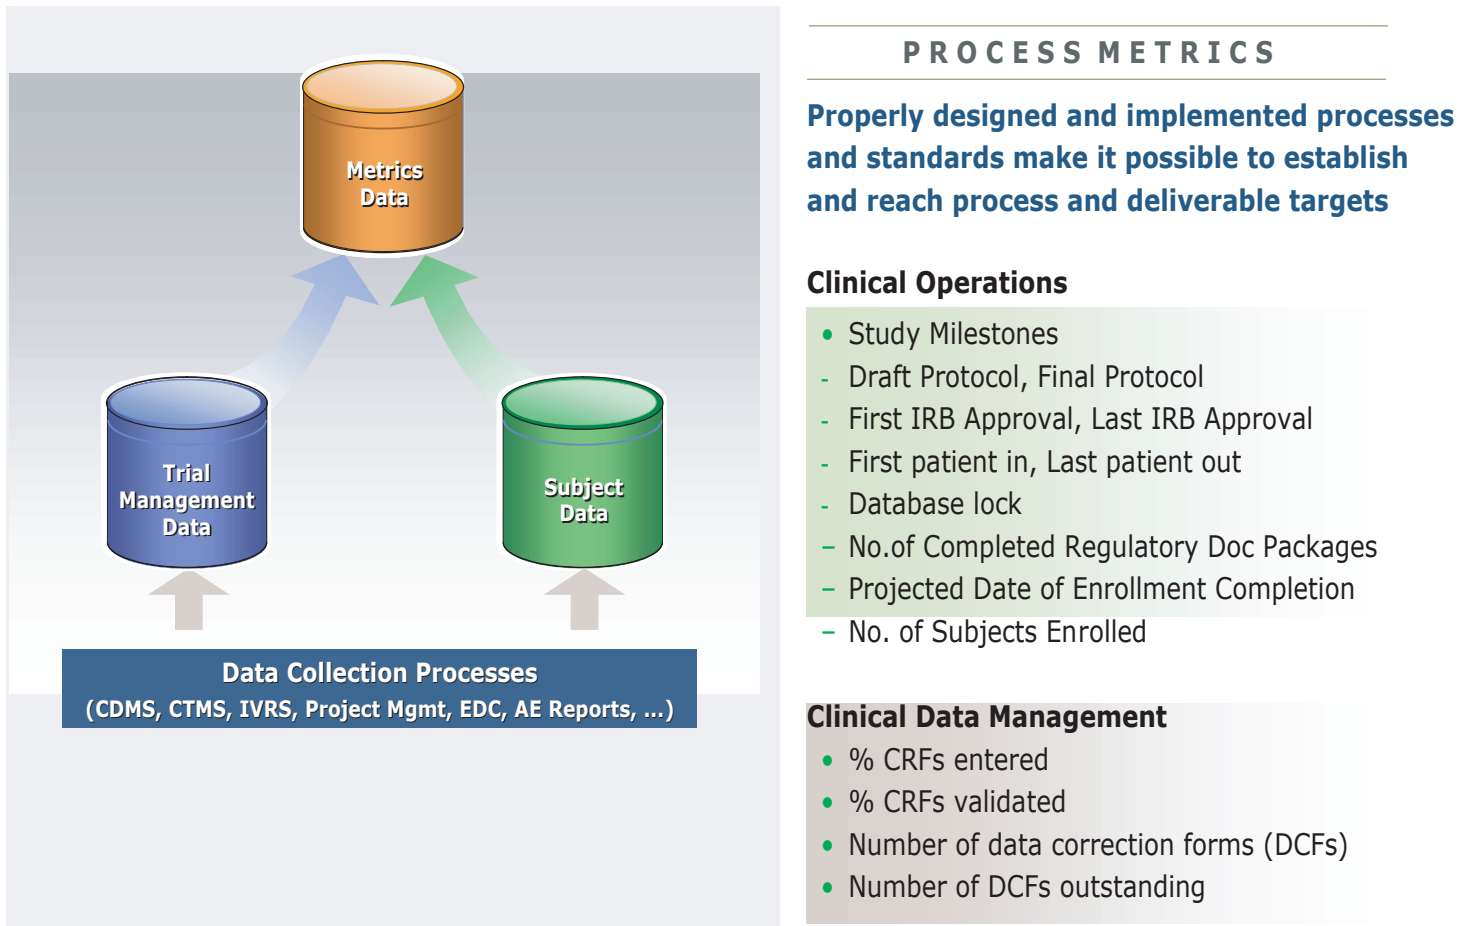 Metrics
Data
Trial
Management
Data
Subject
Data
Data Collection Processes
(CDMS, CTMS, IVRS, Project Mgmt, EDC, AE Reports, ...)
PROCESS METRICS
Properly designed and implemented processes
and standards make it possible to establish
and reach process and deliverable targets
Clinical Operations
• Study Milestones
- Draft Protocol, Final Protocol
- First IRB Approval, Last IRB Approval
- First patient in, Last patient out
- Database lock
– No.of Completed Regulatory Doc Packages
– Projected Date of Enrollment Completion
– No. of Subjects Enrolled
Clinical Data Management
• % CRFs entered
• % CRFs validated
• Number of data correction forms (DCFs)
• Number of DCFs outstanding